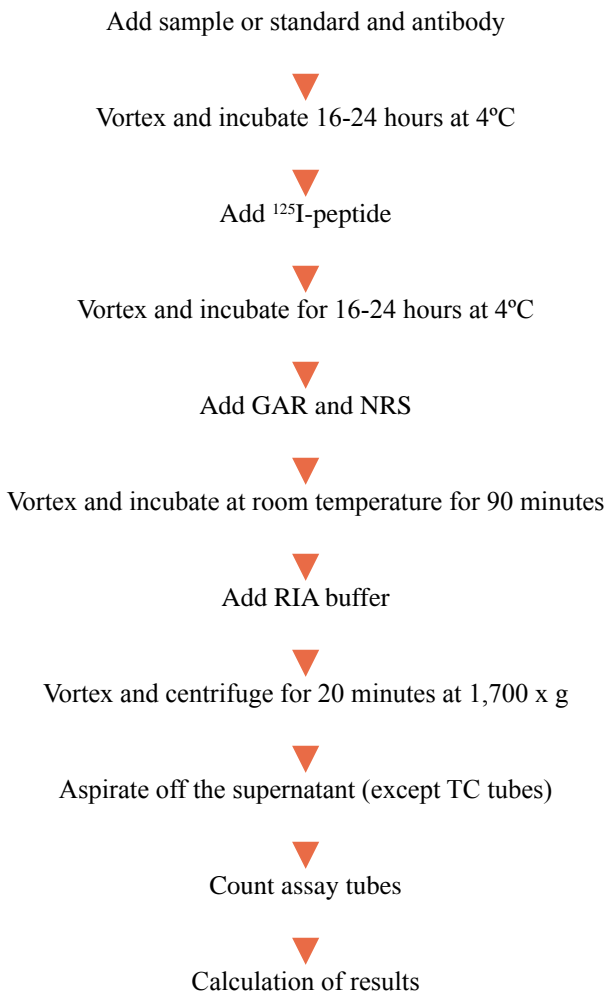 Add sample or standard and antibody
Vortex and incubate 16-24 hours at 4ºC
Add ¹²⁵I-peptide
Vortex and incubate for 16-24 hours at 4ºC
Add GAR and NRS
Vortex and incubate at room temperature for 90 minutes
Add RIA buffer
Vortex and centrifuge for 20 minutes at 1,700 x g
Aspirate off the supernatant (except TC tubes)
Count assay tubes
Calculation of results